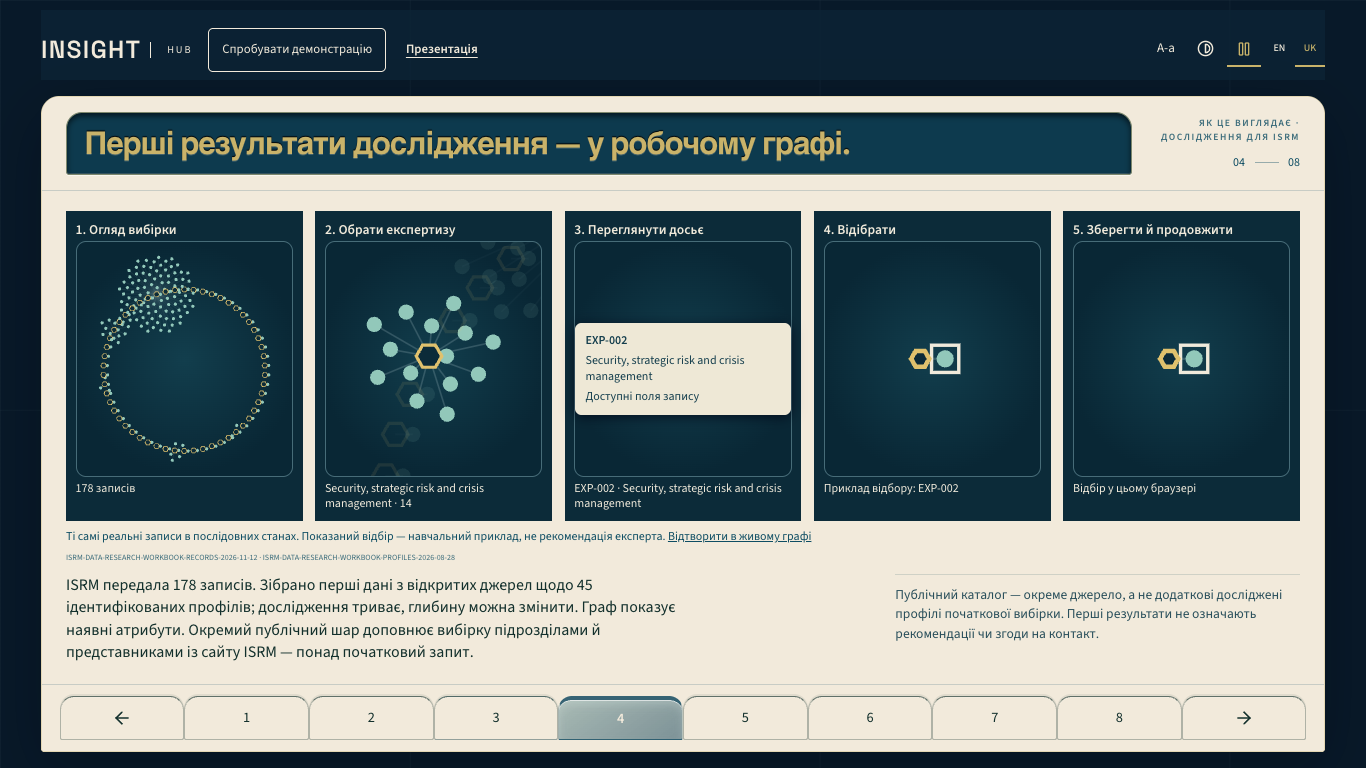 INSIGHT | HUB
Спробувати демонстрацію
Презентація
A-a
EN
UK
Перші результати дослідження — у робочому графі.
ЯК ЦЕ ВИГЛЯДАЄ ·
ДОСЛІДЖЕННЯ ДЛЯ ISRM
04 — 08
1. Огляд вибірки
178 записів
2. Обрати експертизу
Security, strategic risk and crisis
management · 14
3. Переглянути досьє
EXP-002
Security, strategic risk and crisis
management
Доступні поля запису
EXP-002 · Security, strategic risk and crisis
management
4. Відібрати
Приклад відбору: EXP-002
5. Зберегти й продовжити
Відбір у цьому браузері
Ті самі реальні записи в послідовних станах. Показаний відбір — навчальний приклад, не рекомендація експерта. Відтворити в живому графі
ISRM-DATA-RESEARCH-WORKBOOK-RECORDS-2026-11-12 · ISRM-DATA-RESEARCH-WORKBOOK-PROFILES-2026-08-28
ISRM передала 178 записів. Зібрано перші дані з відкритих джерел щодо 45
ідентифікованих профілів; дослідження триває, глибину можна змінити. Граф показує
наявні атрибути. Окремий публічний шар доповнює вибірку підрозділами й
представниками із сайту ISRM — понад початковий запит.
Публічний каталог — окреме джерело, а не додаткові досліджені
профілі початкової вибірки. Перші результати не означають
рекомендації чи згоди на контакт.
← 1 2 3 4 5 6 7 8 →